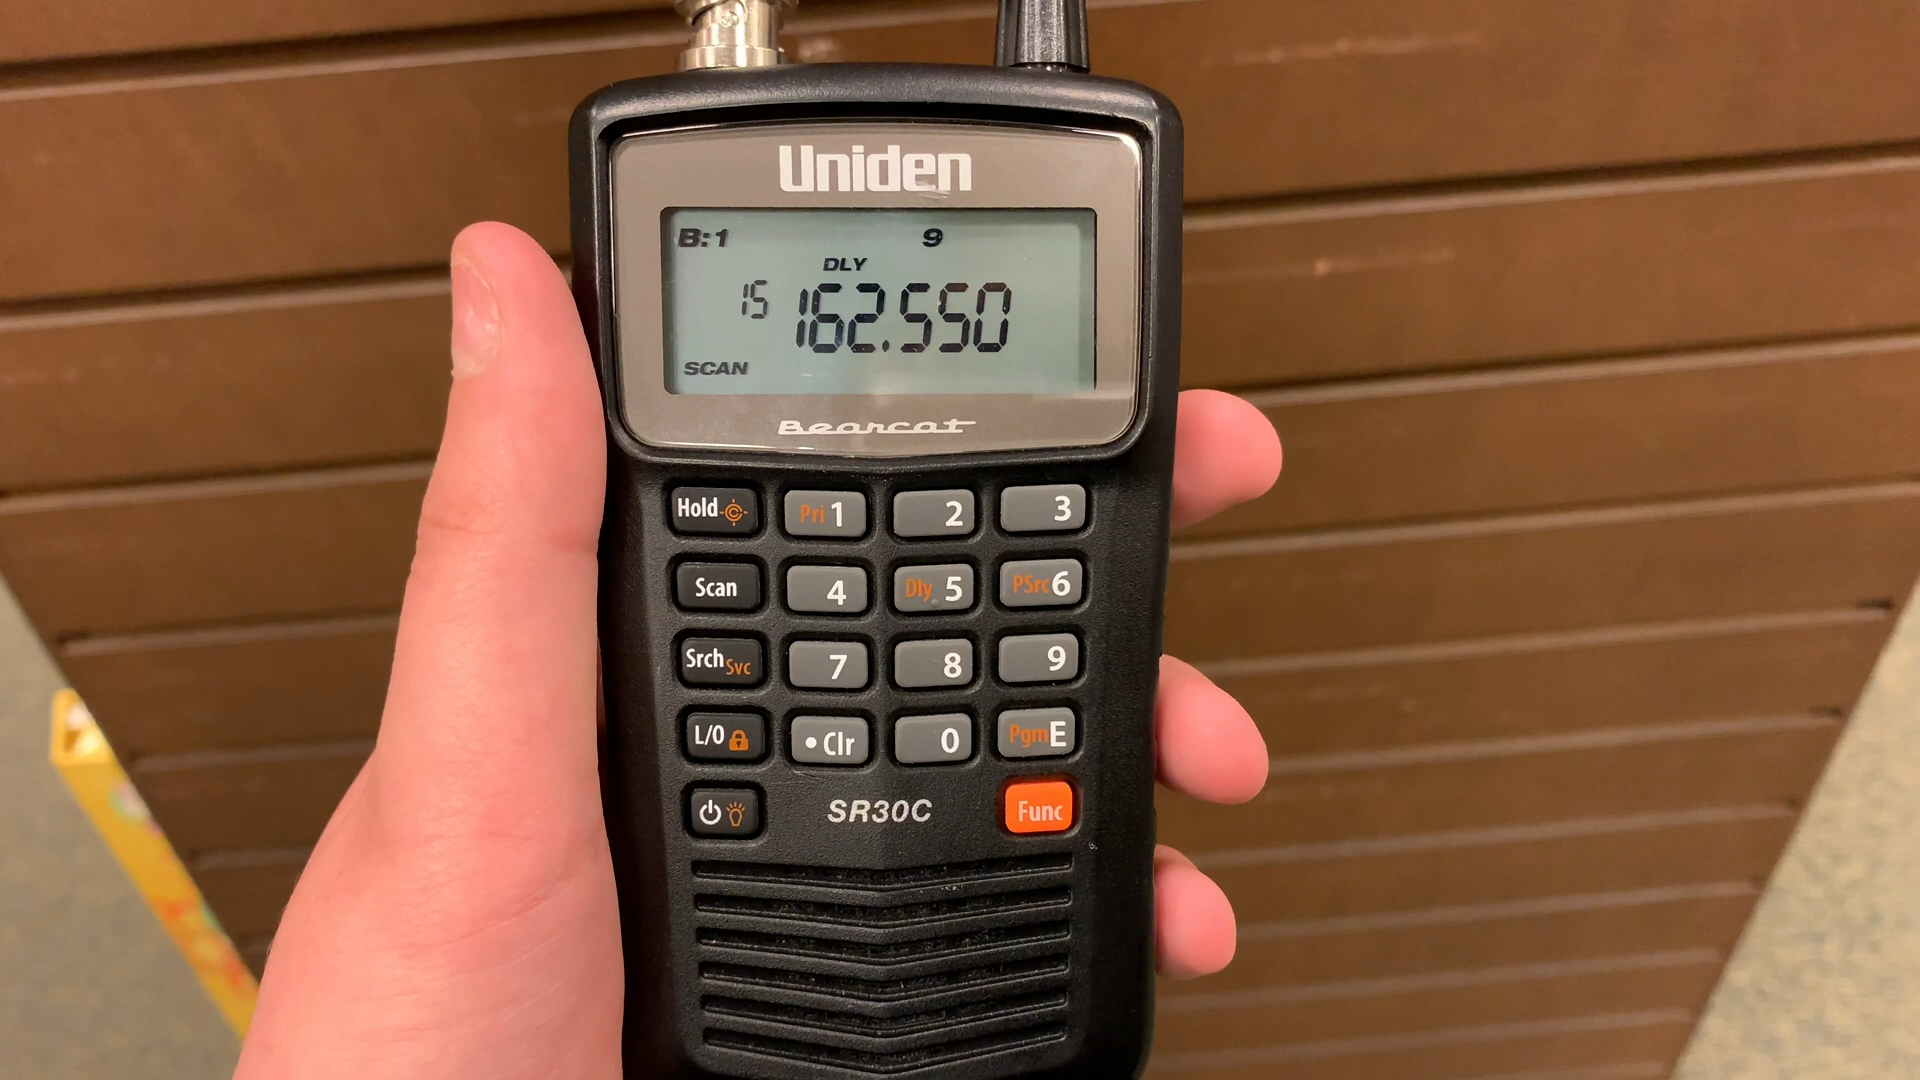 Uniden
B:1 9
DLY
15 162.550
SCAN
Bearcat
Hold Pri 1 2 3
Scan 4 Dly 5 PSrc 6
Srch Svc 7 8 9
L/O • Clr 0 Pgm E
SR30C Func